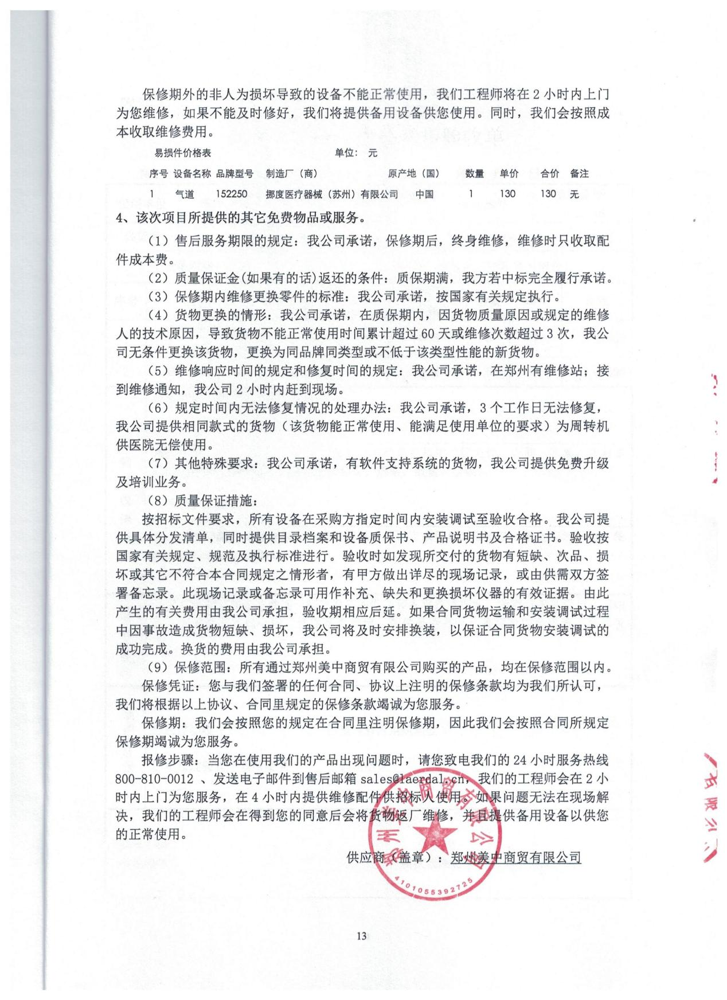 保修期外的非人为损坏导致的设备不能正常使用，我们工程师将在 2 小时内上门
为您维修，如果不能及时修好，我们将提供备用设备供您使用。同时，我们会按照成
本收取维修费用。
易损件价格表 单位： 元
序号 设备名称 品牌型号 制造厂（商） 原产地（国） 数量 单价 合价 备注
1 气道 152250 挪度医疗器械（苏州）有限公司 中国 1 130 130 无
4、该次项目所提供的其它免费物品或服务。
（1）售后服务期限的规定：我公司承诺，保修期后，终身维修，维修时只收取配
件成本费。
（2）质量保证金(如果有的话)返还的条件：质保期满，我方若中标完全履行承诺。
（3）保修期内维修更换零件的标准：我公司承诺，按国家有关规定执行。
（4）货物更换的情形：我公司承诺，在质保期内，因货物质量原因或规定的维修
人的技术原因，导致货物不能正常使用时间累计超过 60 天或维修次数超过 3 次，我公
司无条件更换该货物，更换为同品牌同类型或不低于该类型性能的新货物。
（5）维修响应时间的规定和修复时间的规定：我公司承诺，在郑州有维修站；接
到维修通知，我公司 2 小时内赶到现场。
（6）规定时间内无法修复情况的处理办法：我公司承诺，3 个工作日无法修复，
我公司提供相同款式的货物（该货物能正常使用、能满足使用单位的要求）为周转机
供医院无偿使用。
（7）其他特殊要求：我公司承诺，有软件支持系统的货物，我公司提供免费升级
及培训业务。
（8）质量保证措施：
按招标文件要求，所有设备在采购方指定时间内安装调试至验收合格。我公司提
供具体分发清单，同时提供目录档案和设备质保书、产品说明书及合格证书。验收按
国家有关规定、规范及执行标准进行。验收时如发现所交付的货物有短缺、次品、损
坏或其它不符合本合同规定之情形者，有甲方做出详尽的现场记录，或由供需双方签
署备忘录。此现场记录或备忘录可用作补充、缺失和更换损坏仪器的有效证据。由此
产生的有关费用由我公司承担，验收期相应后延。如果合同货物运输和安装调试过程
中因事故造成货物短缺、损坏，我公司将及时安排换装，以保证合同货物安装调试的
成功完成。换货的费用由我公司承担。
（9）保修范围：所有通过郑州美中商贸有限公司购买的产品，均在保修范围以内。
保修凭证：您与我们签署的任何合同、协议上注明的保修条款均为我们所认可，
我们将根据以上协议、合同里规定的保修条款竭诚为您服务。
保修期：我们会按照您的规定在合同里注明保修期，因此我们会按照合同所规定
保修期竭诚为您服务。
报修步骤：当您在使用我们的产品出现问题时，请您致电我们的 24 小时服务热线
800-810-0012 、发送电子邮件到售后邮箱 sales@laerdal.cn，我们的工程师会在 2 小
时内上门为您服务，在 4 小时内提供维修配件供招标人使用。如果问题无法在现场解
决，我们的工程师会在得到您的同意后会将货物返厂维修，并且提供备用设备以供您
的正常使用。
供应商（盖章）：郑州美中商贸有限公司
郑州美中商贸有限公司
4101055392725
13